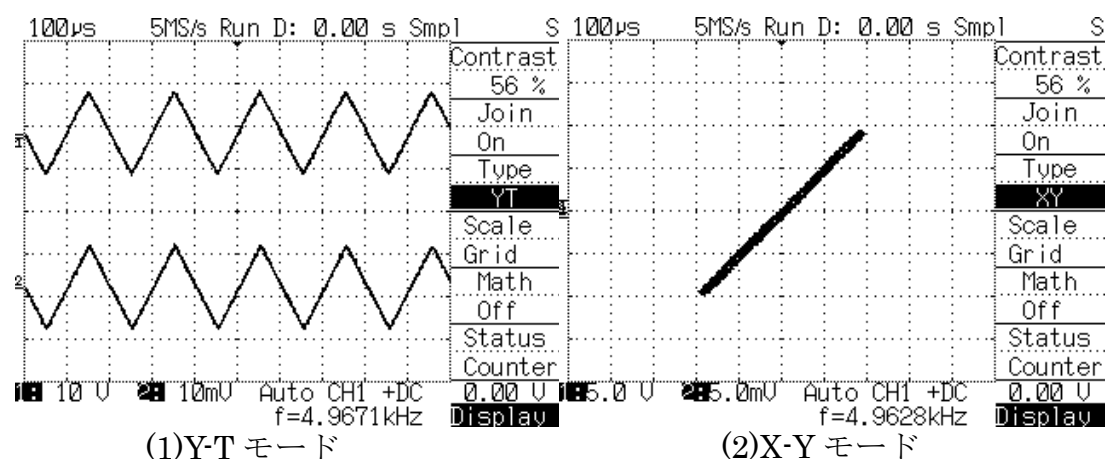 100μs 5MS/s Run D: 0.00 s Smpl S
Contrast
56 %
Join
On
Type
YT
Scale
Grid
Math
Off
Status
Counter
0.00 V
Display
1
2
10 V 2 10mV Auto CH1 +DC
f=4.9671kHz
(1)Y-T モード
100μs 5MS/s Run D: 0.00 s Smpl S
Contrast
56 %
Join
On
Type
XY
Scale
Grid
Math
Off
Status
Counter
0.00 V
Display
5.0 V 2 5.0mV Auto CH1 +DC
f=4.9628kHz
(2)X-Y モード